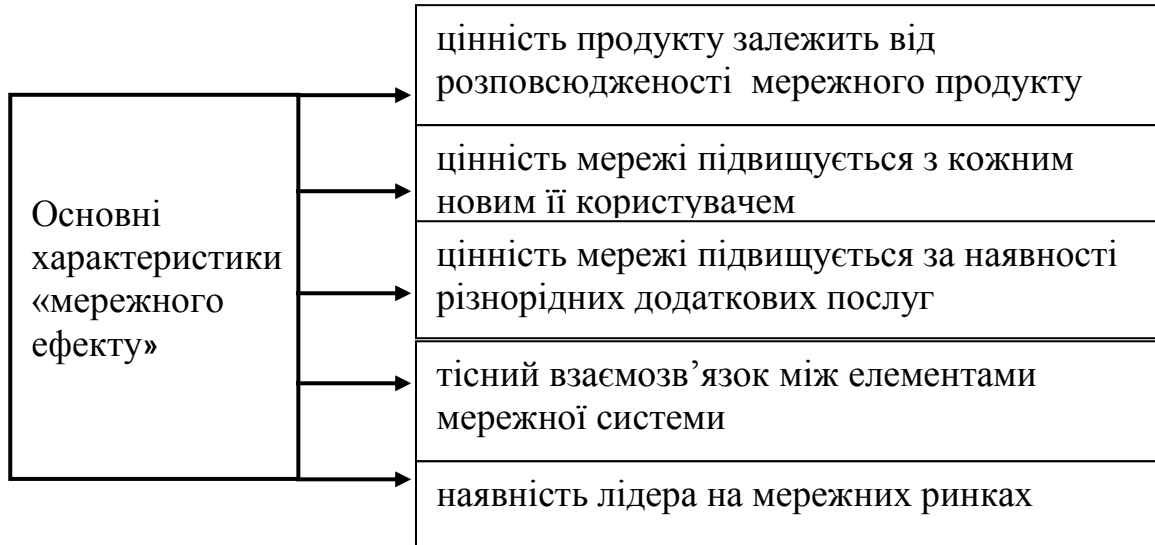 Основні
характеристики
«мережного
ефекту»
цінність продукту залежить від
розповсюдженості мережного продукту
цінність мережі підвищується з кожним
новим її користувачем
цінність мережі підвищується за наявності
різнорідних додаткових послуг
тісний взаємозв’язок між елементами
мережної системи
наявність лідера на мережних ринках